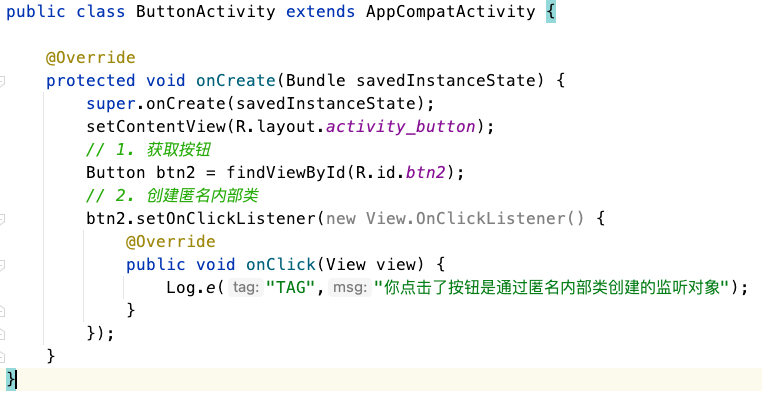 public class ButtonActivity extends AppCompatActivity {
@Override
protected void onCreate(Bundle savedInstanceState) {
super.onCreate(savedInstanceState);
setContentView(R.layout.activity_button);
// 1. 获取按钮
Button btn2 = findViewById(R.id.btn2);
// 2. 创建匿名内部类
btn2.setOnClickListener(new View.OnClickListener() {
@Override
public void onClick(View view) {
Log.e( tag: "TAG", msg: "你点击了按钮是通过匿名内部类创建的监听对象");
}
});
}
}